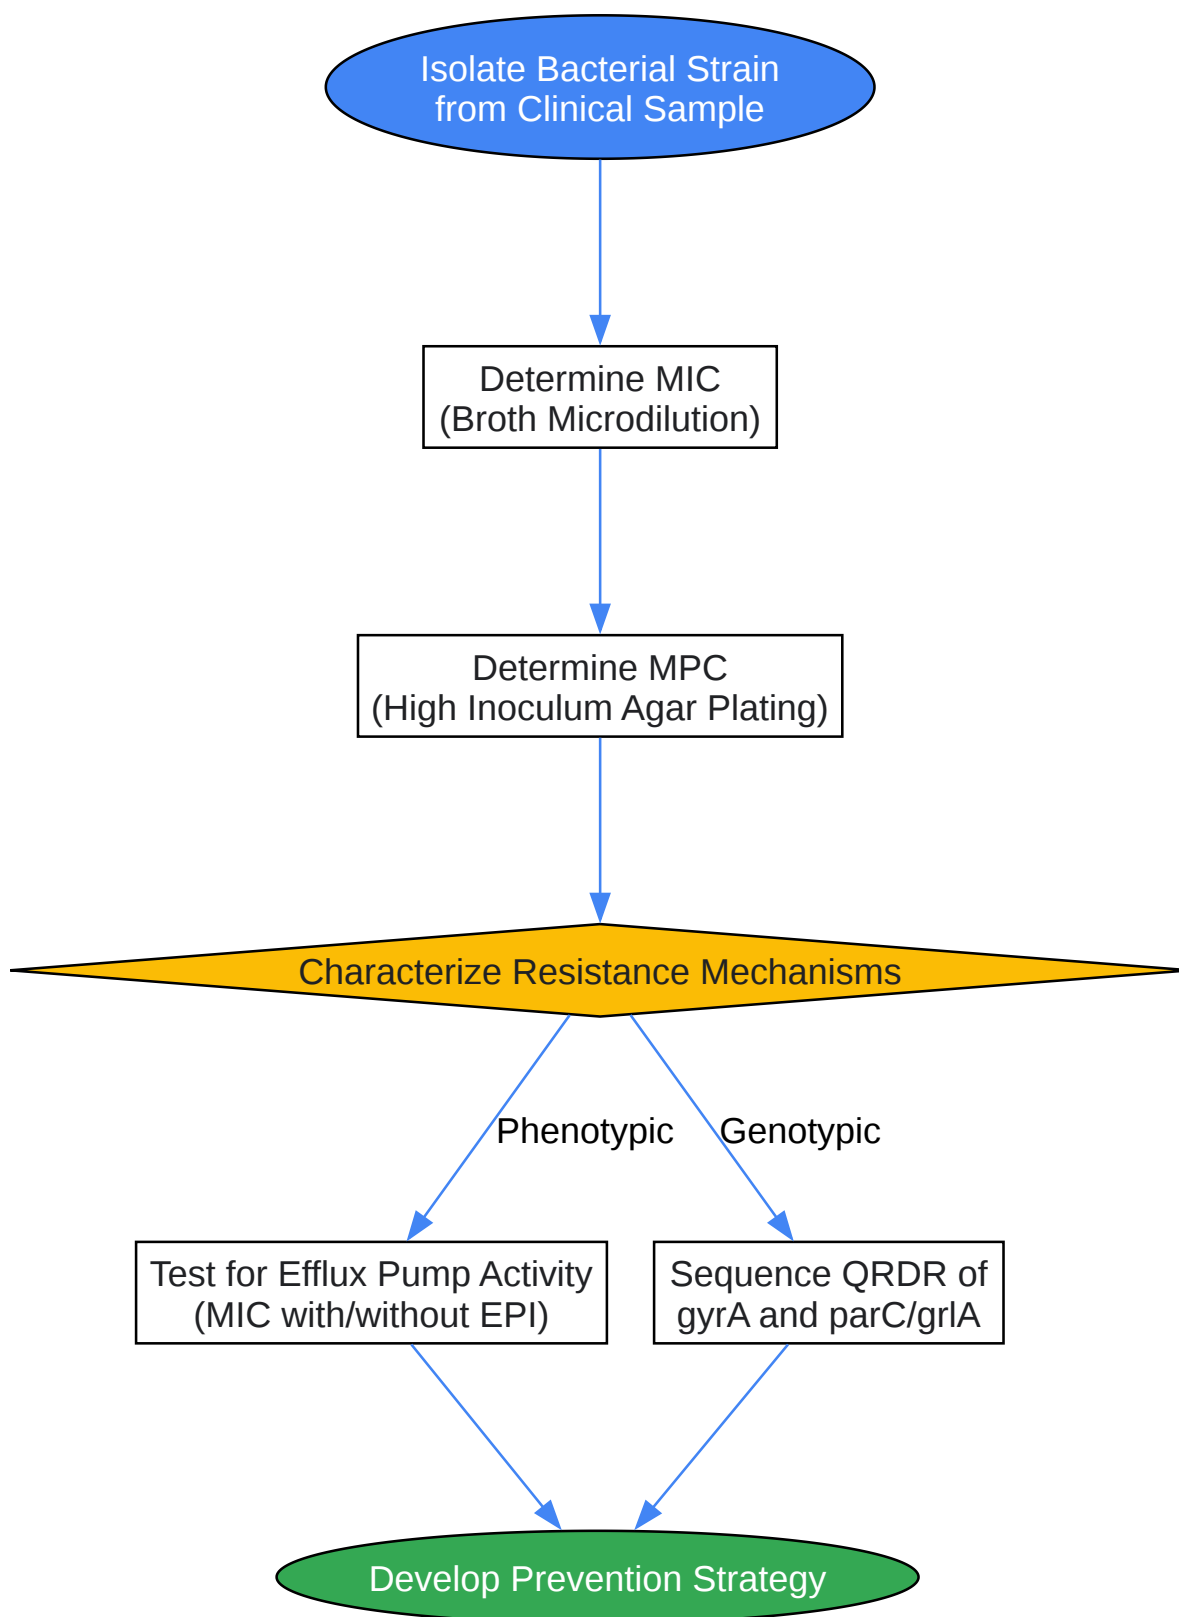 Isolate Bacterial Strain
from Clinical Sample
Determine MIC
(Broth Microdilution)
Determine MPC
(High Inoculum Agar Plating)
Characterize Resistance Mechanisms
Phenotypic
Genotypic
Test for Efflux Pump Activity
(MIC with/without EPI)
Sequence QRDR of
gyrA and parC/grlA
Develop Prevention Strategy